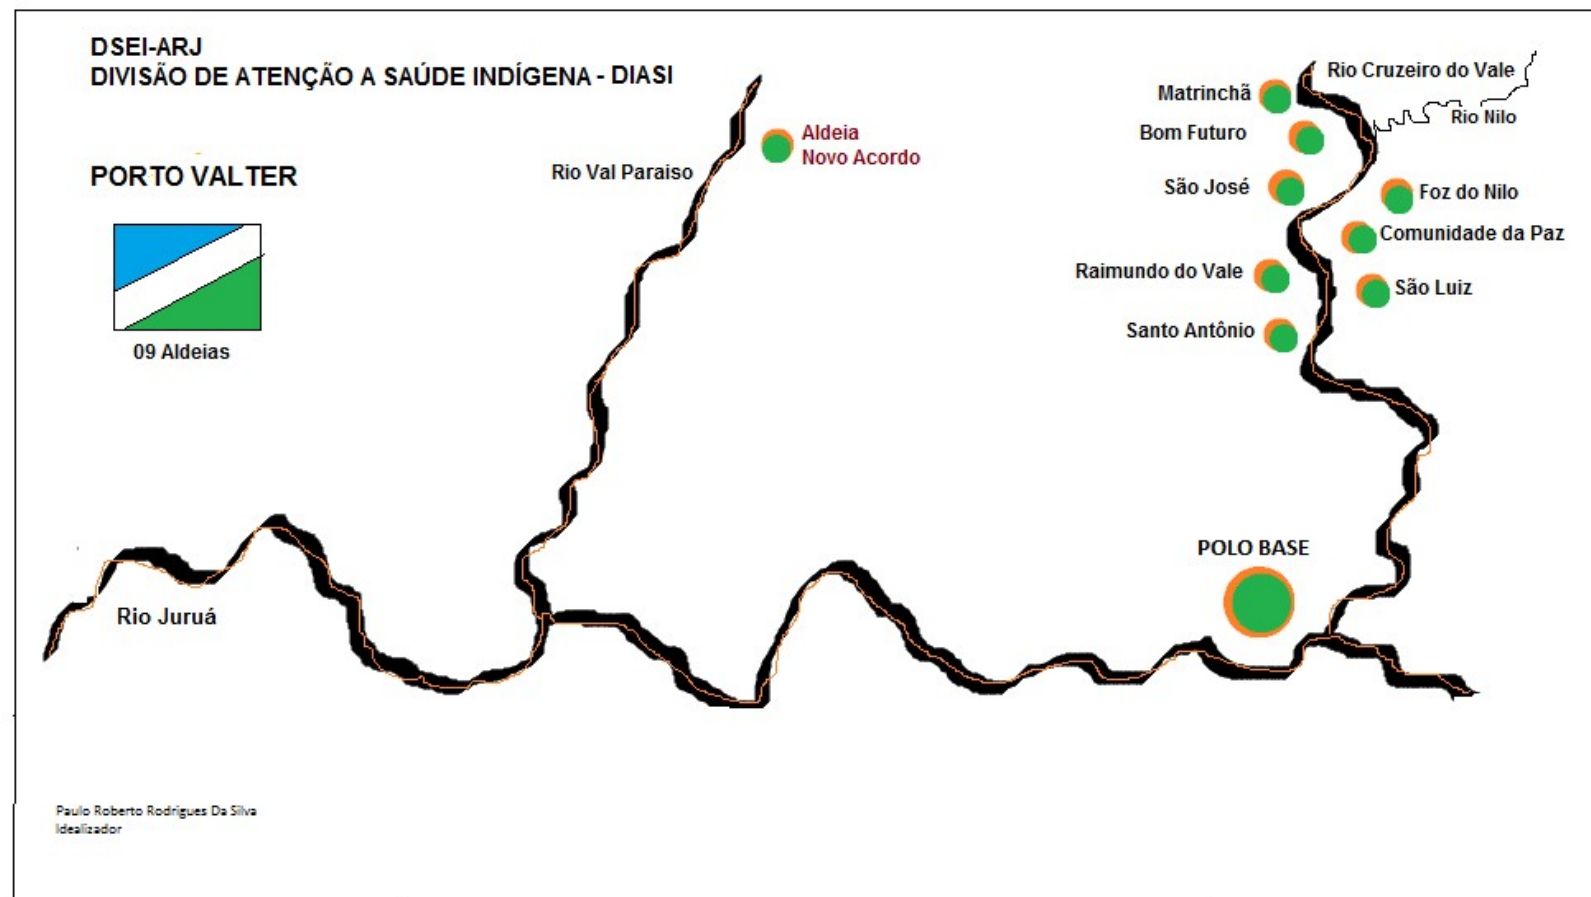 DSEI-ARJ
DIVISÃO DE ATENÇÃO A SAÚDE INDÍGENA - DIASI
PORTO VALTER
09 Aldeias
Rio Val Paraiso
Aldeia
Novo Acordo
Rio Cruzeiro do Vale
Rio Nilo
Matrinchã
Bom Futuro
São José
Foz do Nilo
Comunidade da Paz
Raimundo do Vale
São Luiz
Santo Antônio
POLO BASE
Rio Juruá
Paulo Roberto Rodrigues Da Silva
Idealizador